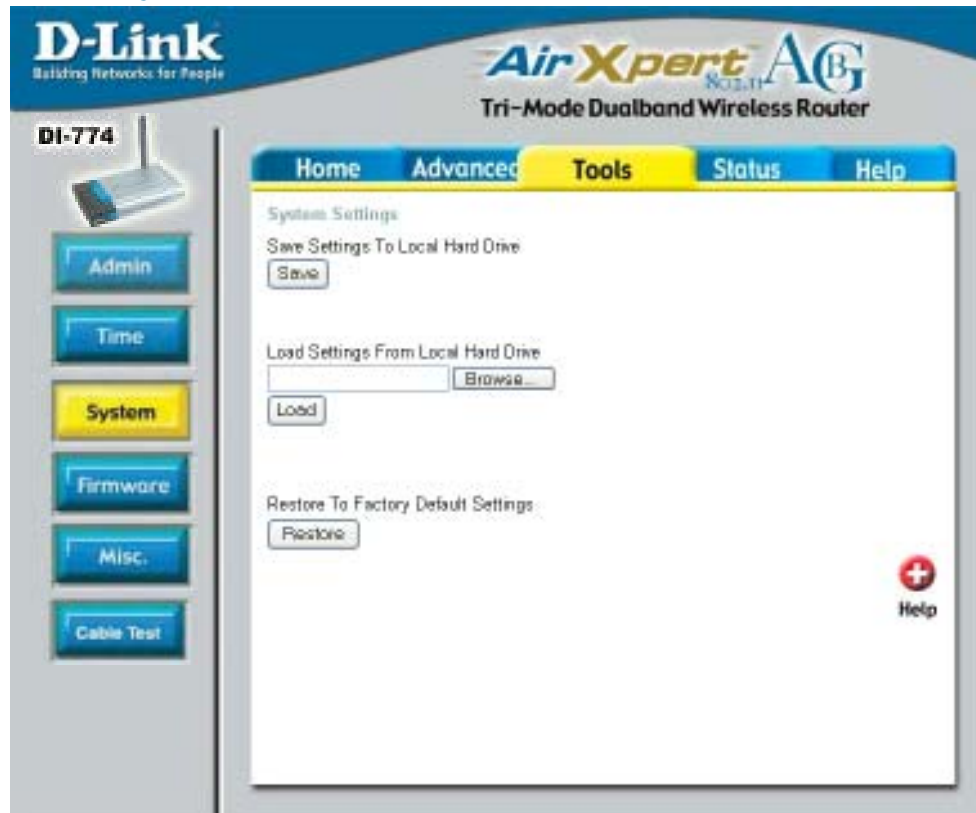 D-Link
Building Networks for People
Air Xpert 802.11 ABG
Tri-Mode Dualband Wireless Router
DI-774
Home Advanced Tools Status Help
Admin
Time
System
Firmware
Misc.
Cable Test
System Settings
Save Settings To Local Hard Drive
Save
Load Settings From Local Hard Drive
Browse...
Load
Restore To Factory Default Settings
Restore
Help